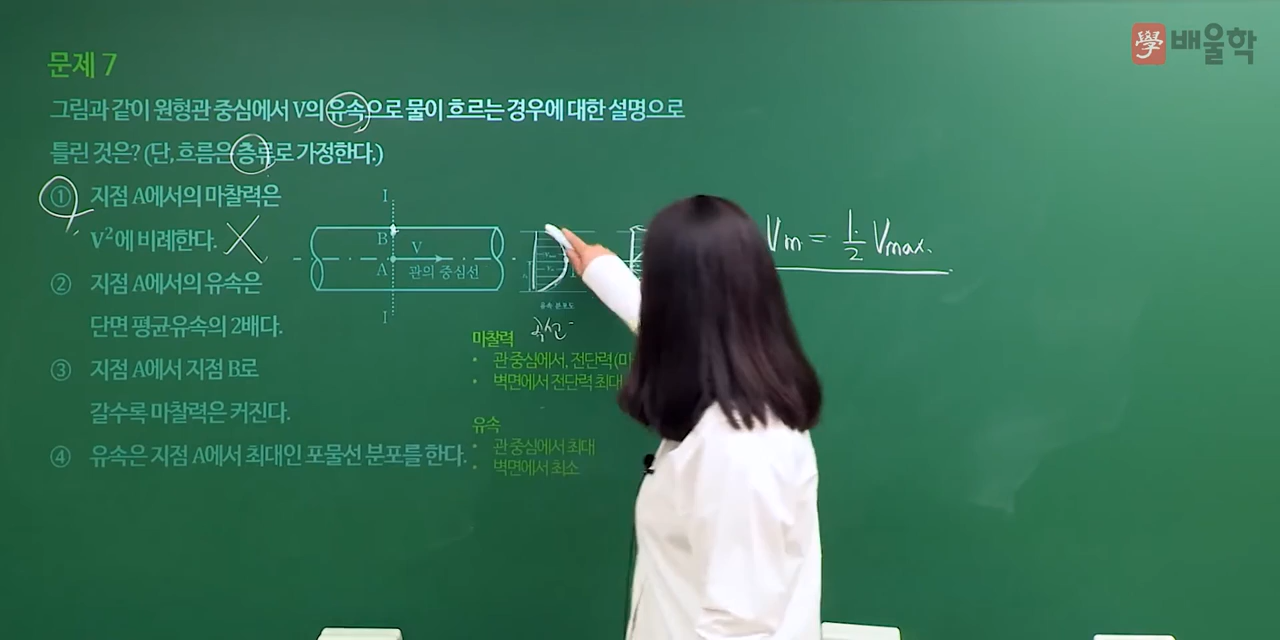 學 배울학
문제 7
그림과 같이 원형관 중심에서 V의 유속으로 물이 흐르는 경우에 대한 설명으로
틀린 것은? (단, 흐름은 층류로 가정한다.)
① 지점 A에서의 마찰력은
V²에 비례한다. X
② 지점 A에서의 유속은
단면 평균유속의 2배다.
③ 지점 A에서 지점 B로
갈수록 마찰력은 커진다.
④ 유속은 지점 A에서 최대인 포물선 분포를 한다.
I
B
V
A
관의 중심선
I
유속 분포도
곡선
Vm = 1/2 Vmax.
마찰력
• 관 중심에서, 전단력(마
• 벽면에서 전단력 최대
유속
• 관 중심에서 최대
• 벽면에서 최소